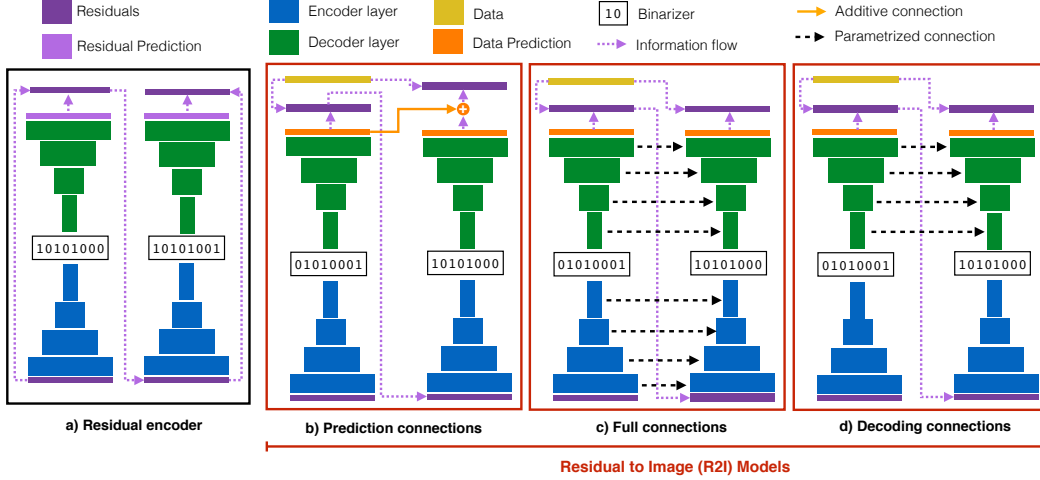 Residuals
Residual Prediction
Encoder layer
Decoder layer
Data
Data Prediction
10 Binarizer
Information flow
Additive connection
Parametrized connection
10101000
10101001
01010001
10101000
01010001
10101000
01010001
10101000
a) Residual encoder
b) Prediction connections
c) Full connections
d) Decoding connections
Residual to Image (R2I) Models